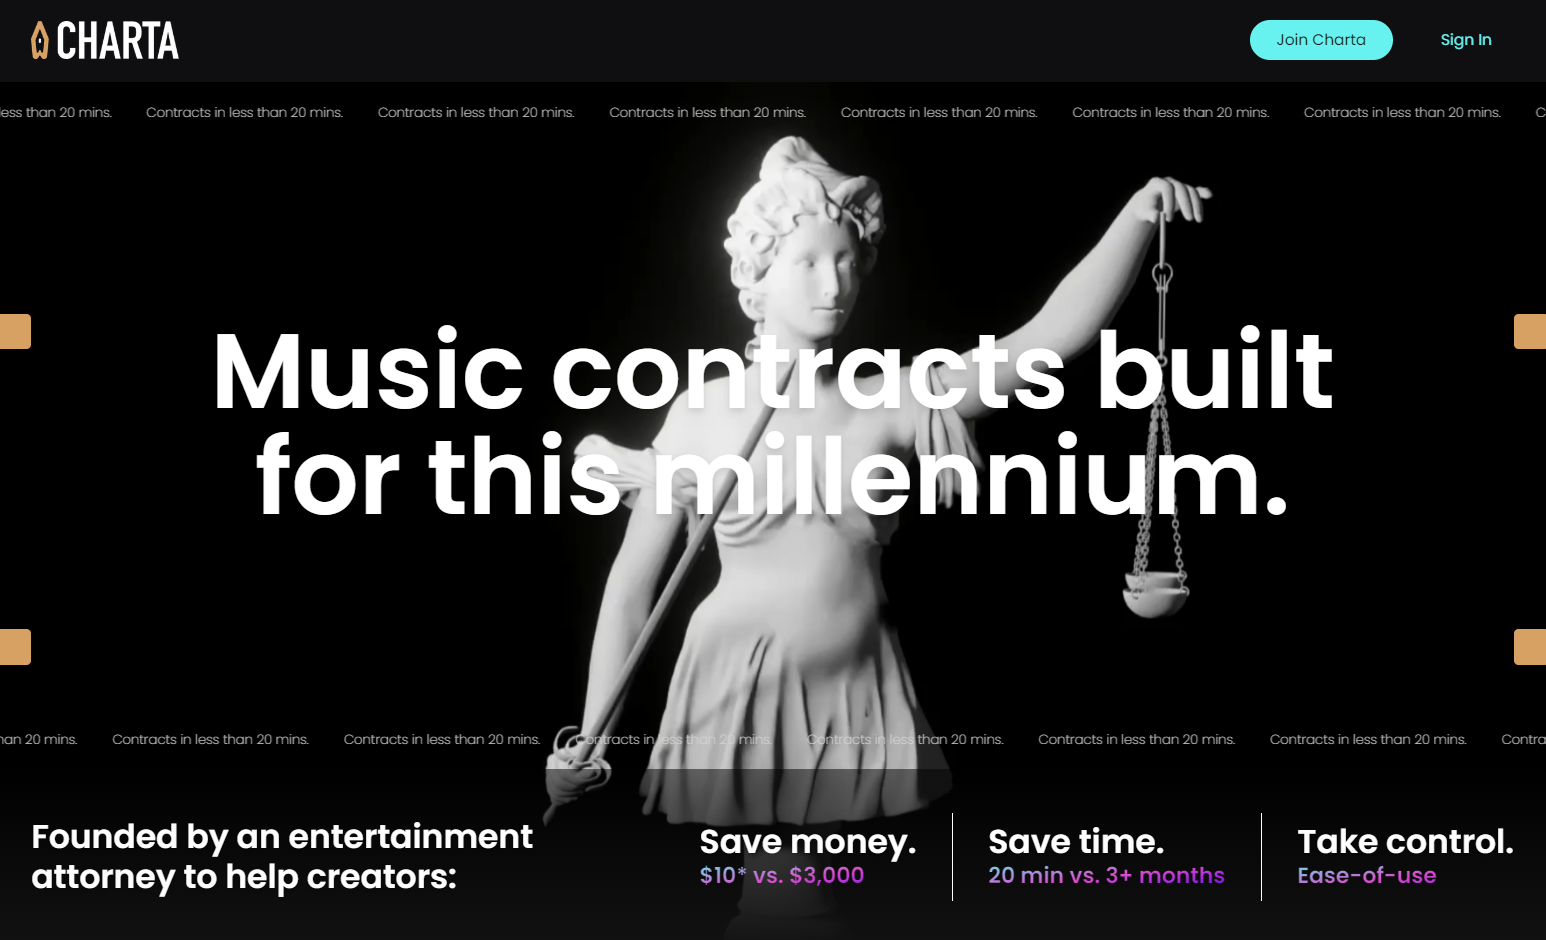 CHARTA
Join Charta
Sign In
less than 20 mins. Contracts in less than 20 mins. Contracts in less than 20 mins. Contracts in less than 20 mins. Contracts in less than 20 mins. Contracts in less than 20 mins. Contracts in less than 20 mins. C
Music contracts built
for this millennium.
than 20 mins. Contracts in less than 20 mins. Contracts in less than 20 mins. Contracts in less than 20 mins. Contracts in less than 20 mins. Contracts in less than 20 mins. Contracts in less than 20 mins. Contra
Founded by an entertainment
attorney to help creators:
Save money.
$10* vs. $3,000
Save time.
20 min vs. 3+ months
Take control.
Ease-of-use